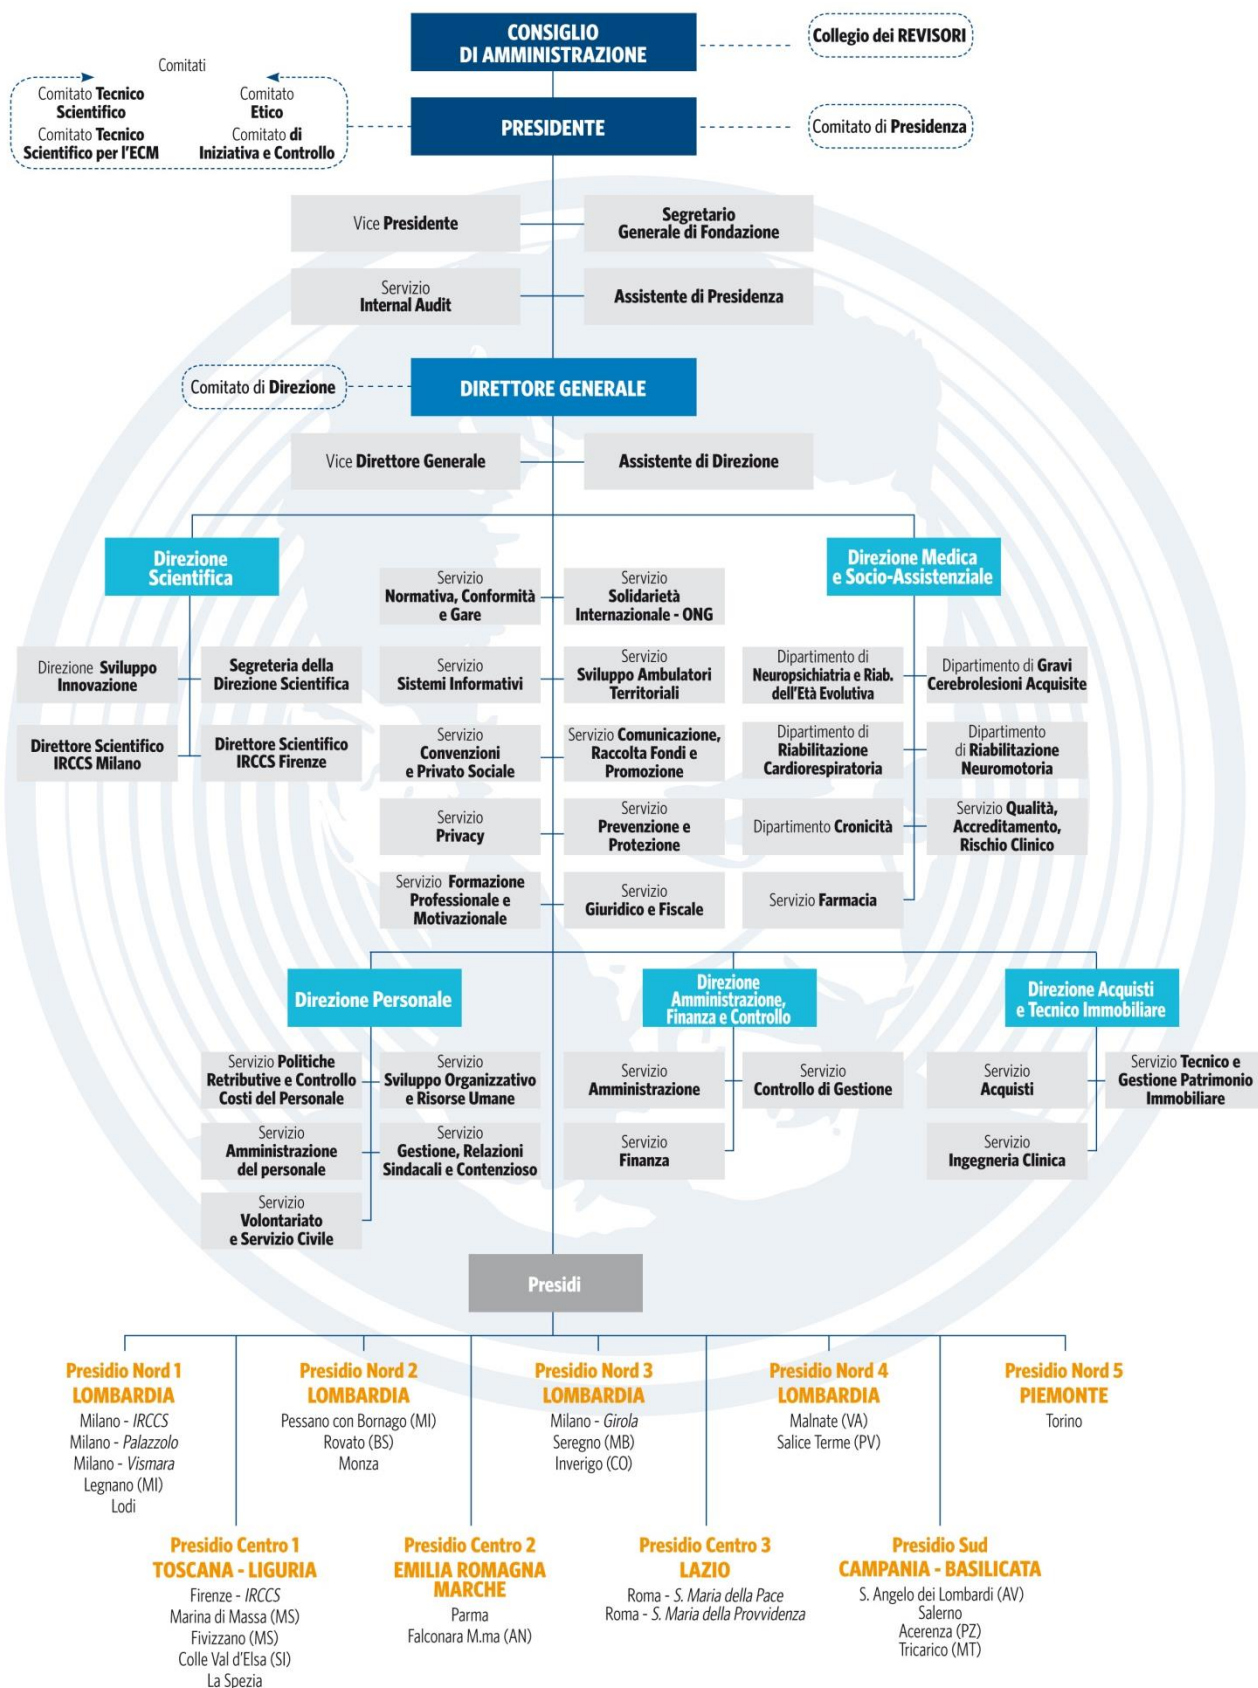 CONSIGLIO
DI AMMINISTRAZIONE
Collegio dei REVISORI
Comitati
Comitato Tecnico
Scientifico
Comitato
Etico
Comitato Tecnico
Scientifico per l'ECM
Comitato di
Iniziativa e Controllo
PRESIDENTE
Comitato di Presidenza
Vice Presidente
Segretario
Generale di Fondazione
Servizio
Internal Audit
Assistente di Presidenza
Comitato di Direzione
DIRETTORE GENERALE
Vice Direttore Generale
Assistente di Direzione
Direzione
Scientifica
Direzione Sviluppo
Innovazione
Segreteria della
Direzione Scientifica
Direttore Scientifico
IRCCS Milano
Direttore Scientifico
IRCCS Firenze
Servizio
Normativa, Conformità
e Gare
Servizio
Solidarietà
Internazionale - ONG
Servizio
Sistemi Informativi
Servizio
Sviluppo Ambulatori
Territoriali
Servizio
Convenzioni
e Privato Sociale
Servizio Comunicazione,
Raccolta Fondi e
Promozione
Servizio
Privacy
Servizio
Prevenzione e
Protezione
Servizio Formazione
Professionale e
Motivazionale
Servizio
Giuridico e Fiscale
Direzione Medica
e Socio-Assistenziale
Dipartimento di
Neuropsichiatria e Riab.
dell'Età Evolutiva
Dipartimento di Gravi
Cerebrolesioni Acquisite
Dipartimento di
Riabilitazione
Cardiorespiratoria
Dipartimento
di Riabilitazione
Neuromotoria
Dipartimento Cronicità
Servizio Qualità,
Accreditamento,
Rischio Clinico
Servizio Farmacia
Direzione Personale
Servizio Politiche
Retributive e Controllo
Costi del Personale
Servizio
Sviluppo Organizzativo
e Risorse Umane
Servizio
Amministrazione
del personale
Servizio
Gestione, Relazioni
Sindacali e Contenzioso
Servizio
Volontariato
e Servizio Civile
Direzione
Amministrazione,
Finanza e Controllo
Servizio
Amministrazione
Servizio
Controllo di Gestione
Servizio
Finanza
Direzione Acquisti
e Tecnico Immobiliare
Servizio
Acquisti
Servizio Tecnico e
Gestione Patrimonio
Immobiliare
Servizio
Ingegneria Clinica
Presidi
Presidio Nord 1
LOMBARDIA
Milano - IRCCS
Milano - Palazzolo
Milano - Vismara
Legnano (MI)
Lodi
Presidio Nord 2
LOMBARDIA
Pessano con Bornago (MI)
Rovato (BS)
Monza
Presidio Nord 3
LOMBARDIA
Milano - Girola
Seregno (MB)
Inverigo (CO)
Presidio Nord 4
LOMBARDIA
Malnate (VA)
Salice Terme (PV)
Presidio Nord 5
PIEMONTE
Torino
Presidio Centro 1
TOSCANA - LIGURIA
Firenze - IRCCS
Marina di Massa (MS)
Fivizzano (MS)
Colle Val d'Elsa (SI)
La Spezia
Presidio Centro 2
EMILIA ROMAGNA
MARCHE
Parma
Falconara M.ma (AN)
Presidio Centro 3
LAZIO
Roma - S. Maria della Pace
Roma - S. Maria della Provvidenza
Presidio Sud
CAMPANIA - BASILICATA
S. Angelo dei Lombardi (AV)
Salerno
Acerenza (PZ)
Tricarico (MT)